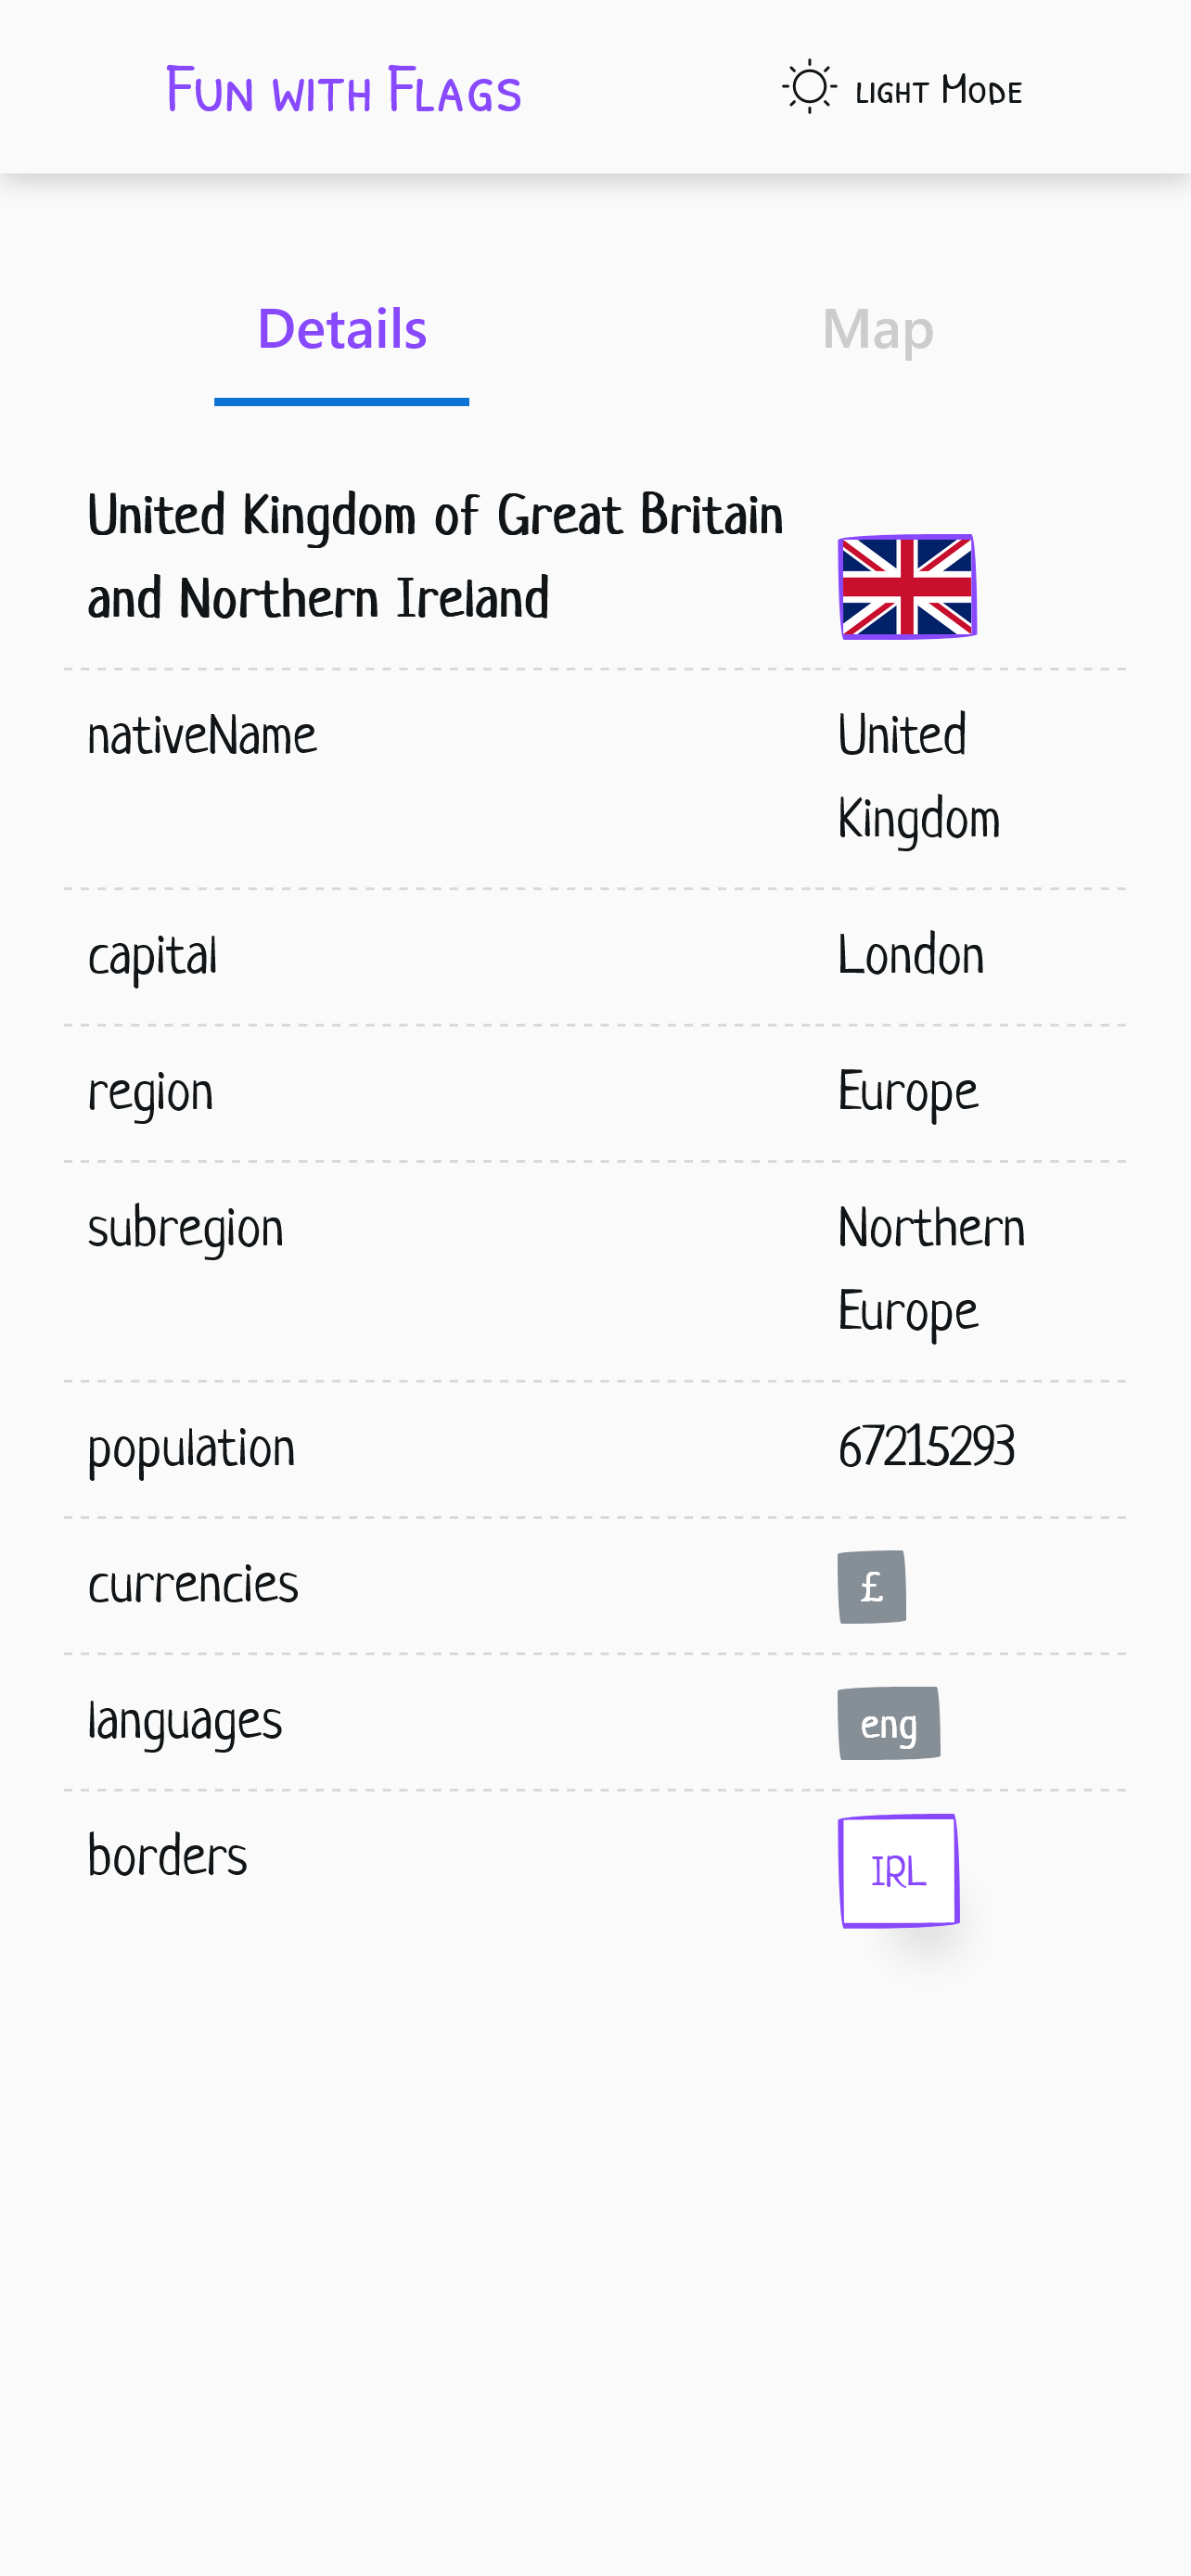 Fun with Flags
light Mode
Details
Map
United Kingdom of Great Britain
and Northern Ireland
nativeName
United
Kingdom
capital
London
region
Europe
subregion
Northern
Europe
population
67215293
currencies
£
languages
eng
borders
IRL